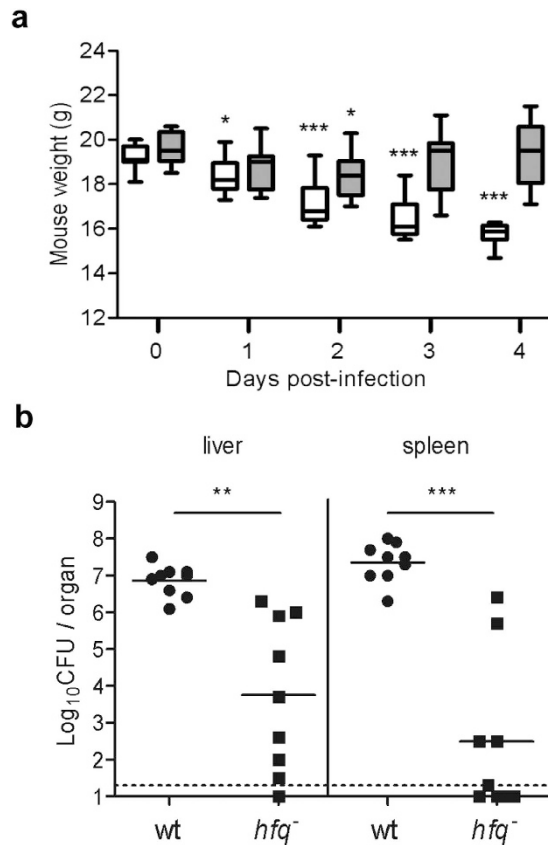 a
22
20
18
16
14
12
Mouse weight (g)
* *** * *** ***
0 1 2 3 4
Days post-infection
b
liver spleen
** ***
9
8
7
6
5
4
3
2
1
Log10CFU / organ
wt hfq- wt hfq-